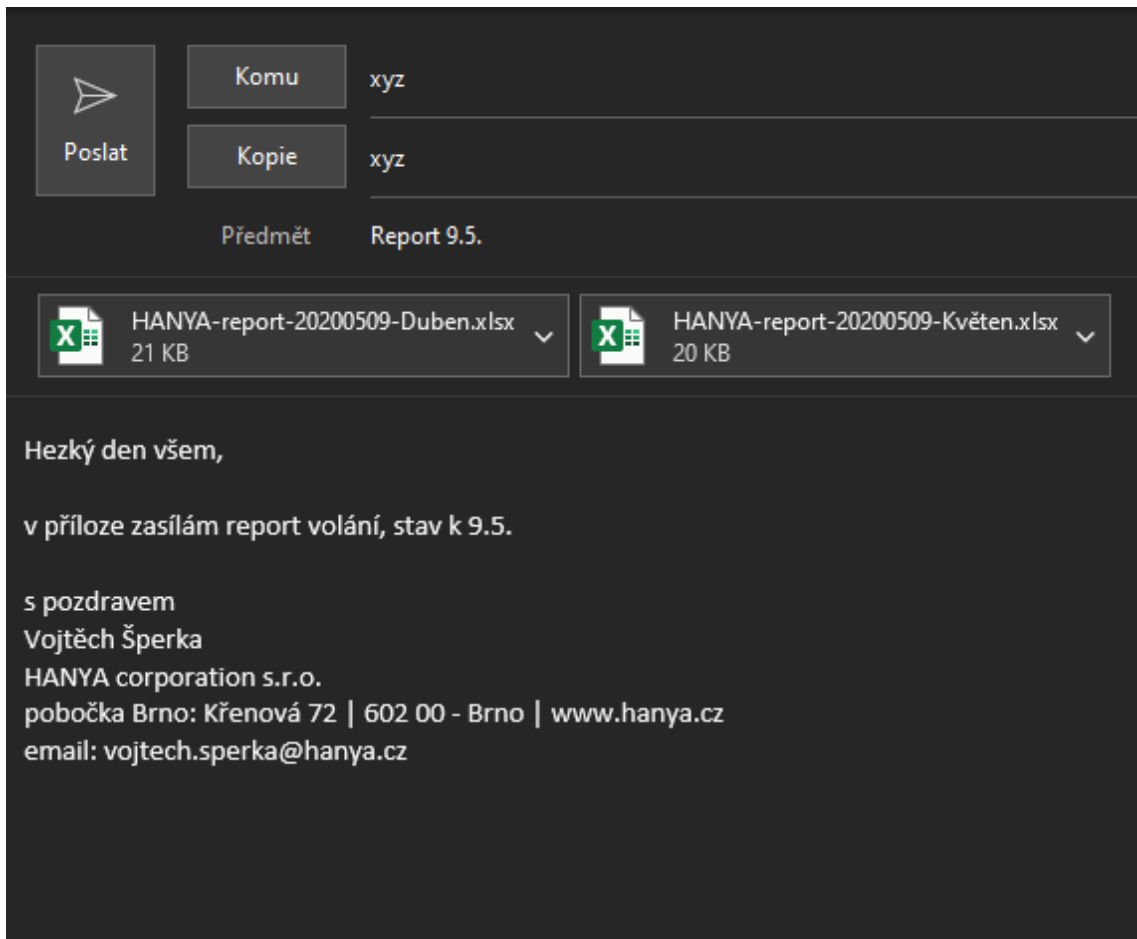 Komu
xyz
Poslat
Kopie
xyz
Předmět
Report 9.5.
HANYA-report-20200509-Duben.xlsx
21 KB
HANYA-report-20200509-Květen.xlsx
20 KB
Hezký den všem,
v příloze zasílám report volání, stav k 9.5.
s pozdravem
Vojtěch Šperka
HANYA corporation s.r.o.
pobočka Brno: Křenová 72 | 602 00 - Brno | www.hanya.cz
email: vojtech.sperka@hanya.cz